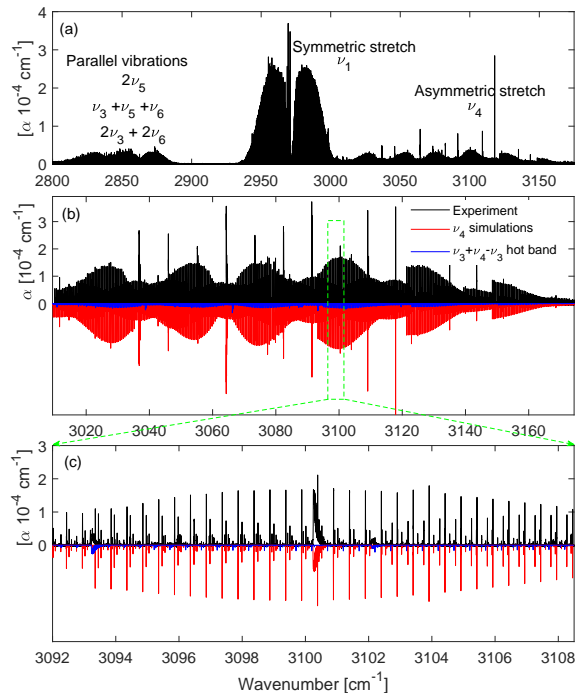 (a)
Parallel vibrations
2ν5
ν3 +ν5 +ν6
2ν3 + 2ν6
Symmetric stretch
ν1
Asymmetric stretch
ν4
[α 10-4 cm-1]
4
3
2
1
0
2800 2850 2900 2950 3000 3050 3100 3150
(b)
Experiment
ν4 simulations
ν3+ν4-ν3 hot band
α 10-4 cm-1]
3
2
1
0
3020 3040 3060 3080 3100 3120 3140 3160
(c)
[α 10-4 cm-1]
3
2
1
0
3092 3094 3096 3098 3100 3102 3104 3106 3108
Wavenumber [cm-1]